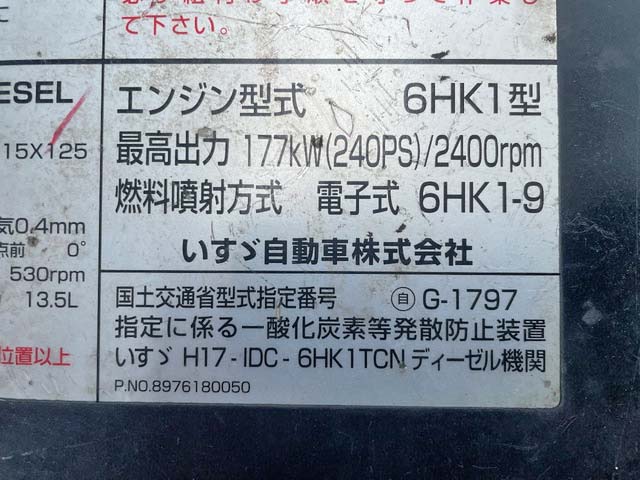 て下さい。
ESEL
15X125
気0.4mm
点前 0°
530rpm
13.5L
位置以上
エンジン型式 6HK1型
最高出力 177kW(240PS)/2400rpm
燃料噴射方式 電子式 6HK1-9
いすゞ自動車株式会社
国土交通省型式指定番号 自 G-1797
指定に係る一酸化炭素等発散防止装置
いすゞ H17-IDC-6HK1TCN ディーゼル機関
P.NO.8976180050